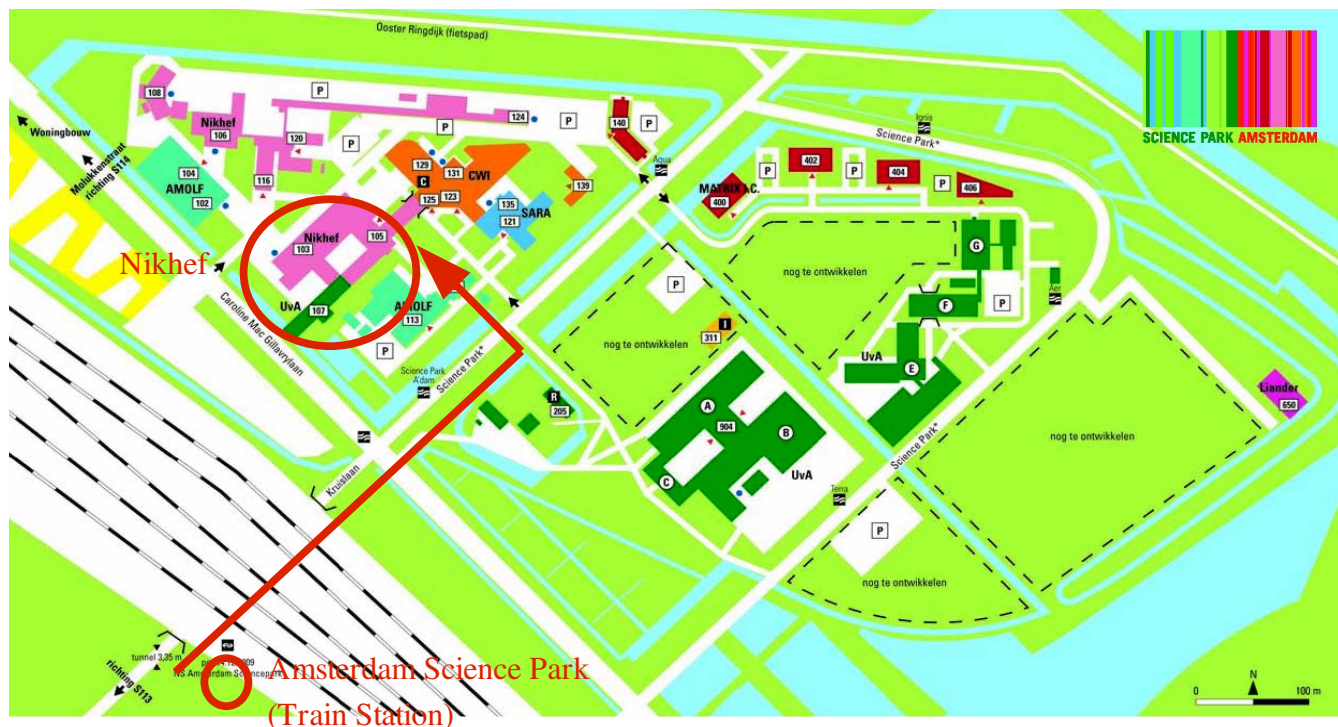 Ooster Ringdijk (fietspad)
SCIENCE PARK AMSTERDAM
108
P
124
P
P
140
P
Ignis
Science Park*
Nikhef
106
120
P
P
Woningbouw
Molukkenstraat
richting S114
104
AMOLF
102
116
129
131
CWI
C
125
123
139
135
SARA
121
Aqua
MATRIX I.C.
400
402
P
P
404
P
406
Nikhef
103
105
Nikhef
UvA
107
AMOLF
113
P
Caroline Mac Gillavrylaan
Science Park
A'dam
Science Park*
P
nog te ontwikkelen
nog te ontwikkelen
I
311
G
F
P
Aer
UvA
E
R
205
A
904
B
C
UvA
Science Park*
Terra
nog te ontwikkelen
Liander
650
P
nog te ontwikkelen
Kruislaan
tunnel 3,35 m
richting S113
NS Amsterdam Sciencepark
Amsterdam Science Park
(Train Station)
N
0
100 m